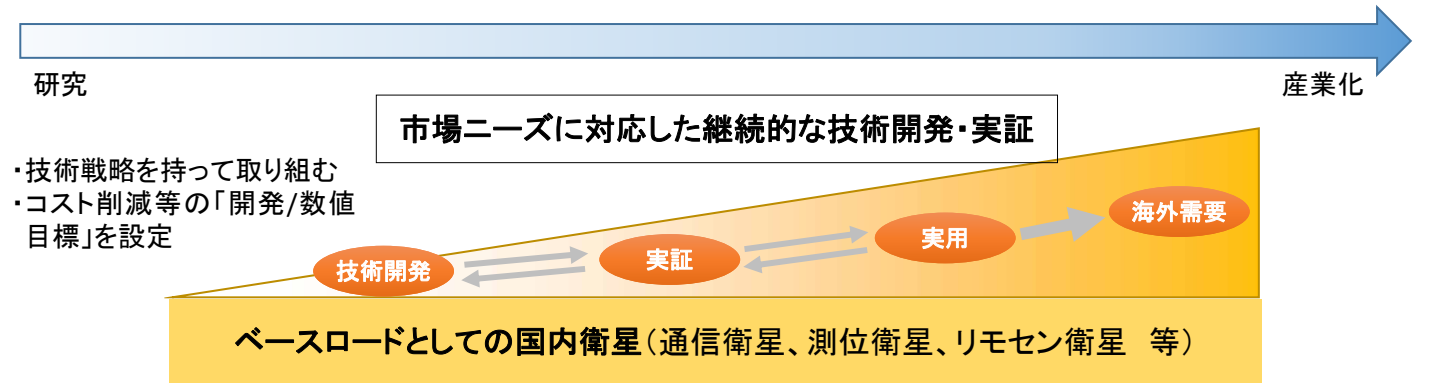 研究
産業化
市場ニーズに対応した継続的な技術開発・実証
・技術戦略を持って取り組む
・コスト削減等の「開発/数値
目標」を設定
海外需要
実用
実証
技術開発
ベースロードとしての国内衛星(通信衛星、測位衛星、リモセン衛星　等)